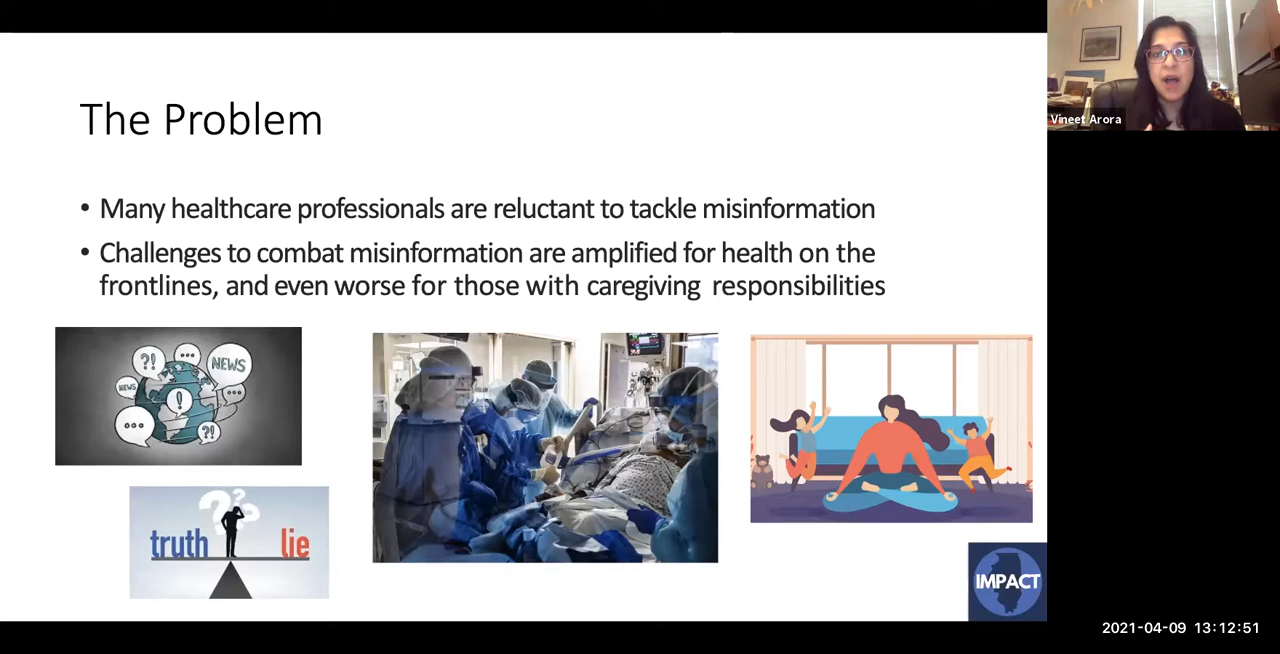 The Problem
• Many healthcare professionals are reluctant to tackle misinformation
• Challenges to combat misinformation are amplified for health on the
frontlines, and even worse for those with caregiving responsibilities
?!
NEWS
NEWS
!
?!
truth
lie
IMPACT
Vineet Arora
2021-04-09 13:12:51